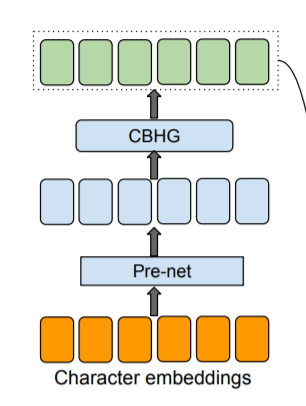 CBHG
Pre-net
Character embeddings